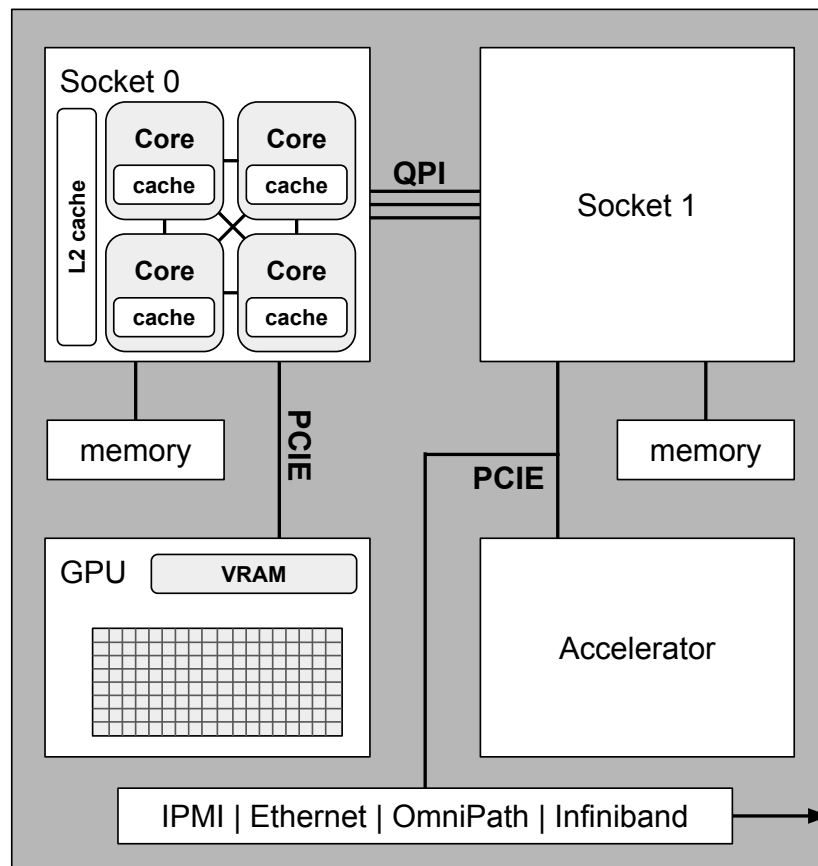 Socket 0
L2 cache
Core
cache
Core
cache
Core
cache
Core
cache
QPI
Socket 1
memory
PCIE
PCIE
memory
GPU
VRAM
Accelerator
IPMI | Ethernet | OmniPath | Infiniband